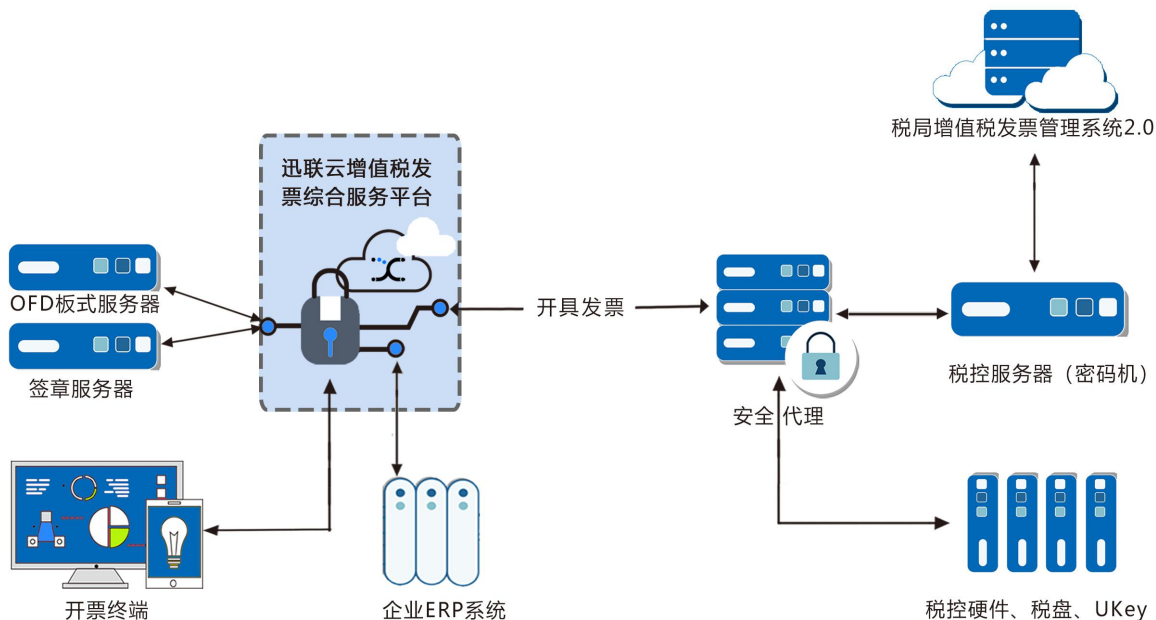 税局增值税发票管理系统2.0
迅联云增值税发
票综合服务平台
OFD板式服务器
开具发票
签章服务器
税控服务器（密码机）
安全代理
开票终端
企业ERP系统
税控硬件、税盘、UKey